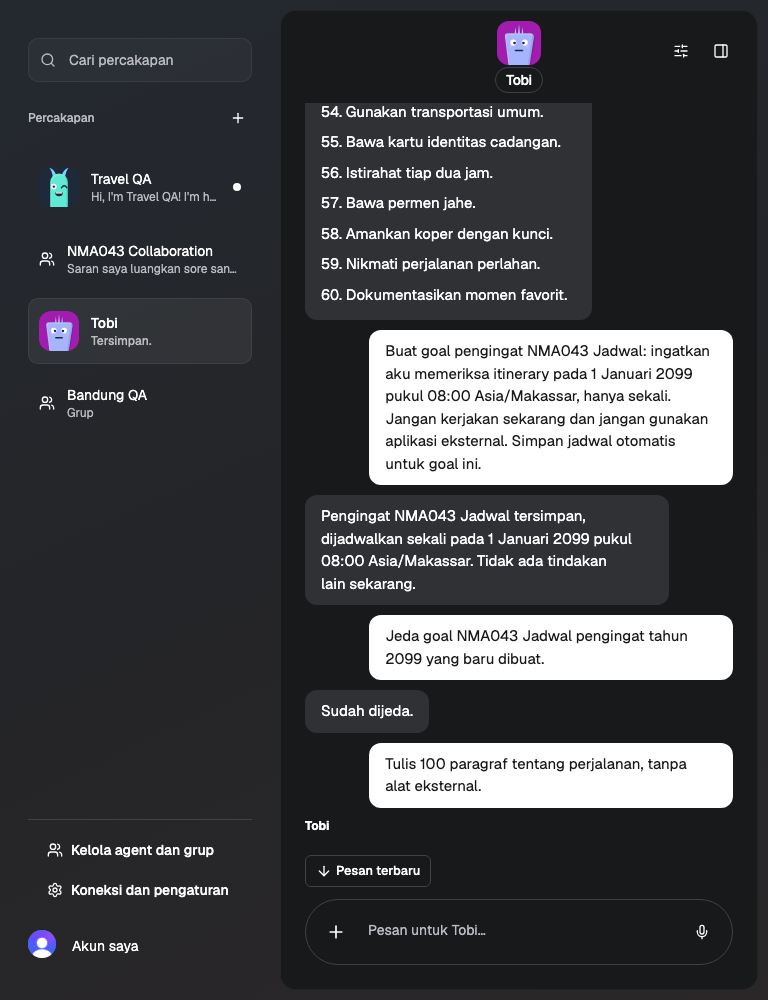 Cari percakapan
Percakapan
Travel QA
Hi, I'm Travel QA! I'm h...
NMA043 Collaboration
Saran saya luangkan sore san...
Tobi
Tersimpan.
Bandung QA
Grup
Kelola agent dan grup
Koneksi dan pengaturan
Akun saya
Tobi
54. Gunakan transportasi umum.
55. Bawa kartu identitas cadangan.
56. Istirahat tiap dua jam.
57. Bawa permen jahe.
58. Amankan koper dengan kunci.
59. Nikmati perjalanan perlahan.
60. Dokumentasikan momen favorit.
Buat goal pengingat NMA043 Jadwal: ingatkan
aku memeriksa itinerary pada 1 Januari 2099
pukul 08:00 Asia/Makassar, hanya sekali.
Jangan kerjakan sekarang dan jangan gunakan
aplikasi eksternal. Simpan jadwal otomatis
untuk goal ini.
Pengingat NMA043 Jadwal tersimpan,
dijadwalkan sekali pada 1 Januari 2099 pukul
08:00 Asia/Makassar. Tidak ada tindakan
lain sekarang.
Jeda goal NMA043 Jadwal pengingat tahun
2099 yang baru dibuat.
Sudah dijeda.
Tulis 100 paragraf tentang perjalanan, tanpa
alat eksternal.
Tobi
Pesan terbaru
Pesan untuk Tobi...